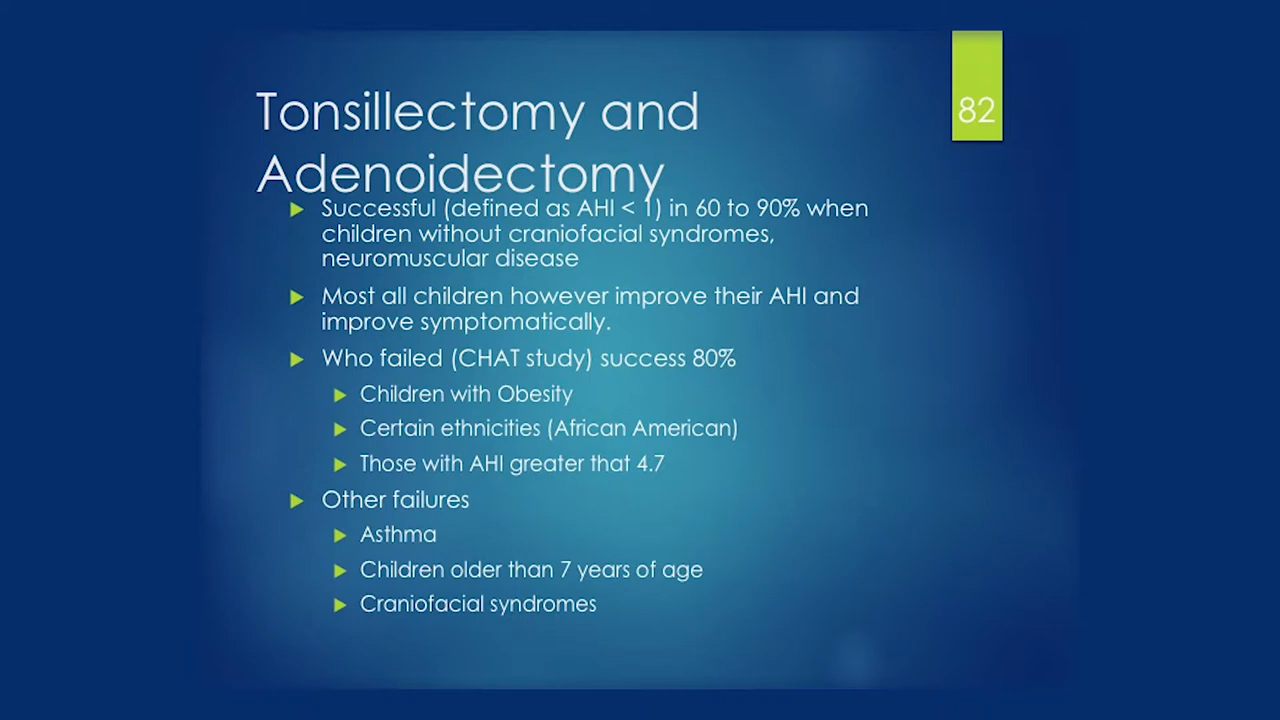 Tonsillectomy and
Adenoidectomy
82
Successful (defined as AHI < 1) in 60 to 90% when
children without craniofacial syndromes,
neuromuscular disease
Most all children however improve their AHI and
improve symptomatically.
Who failed (CHAT study) success 80%
Children with Obesity
Certain ethnicities (African American)
Those with AHI greater that 4.7
Other failures
Asthma
Children older than 7 years of age
Craniofacial syndromes